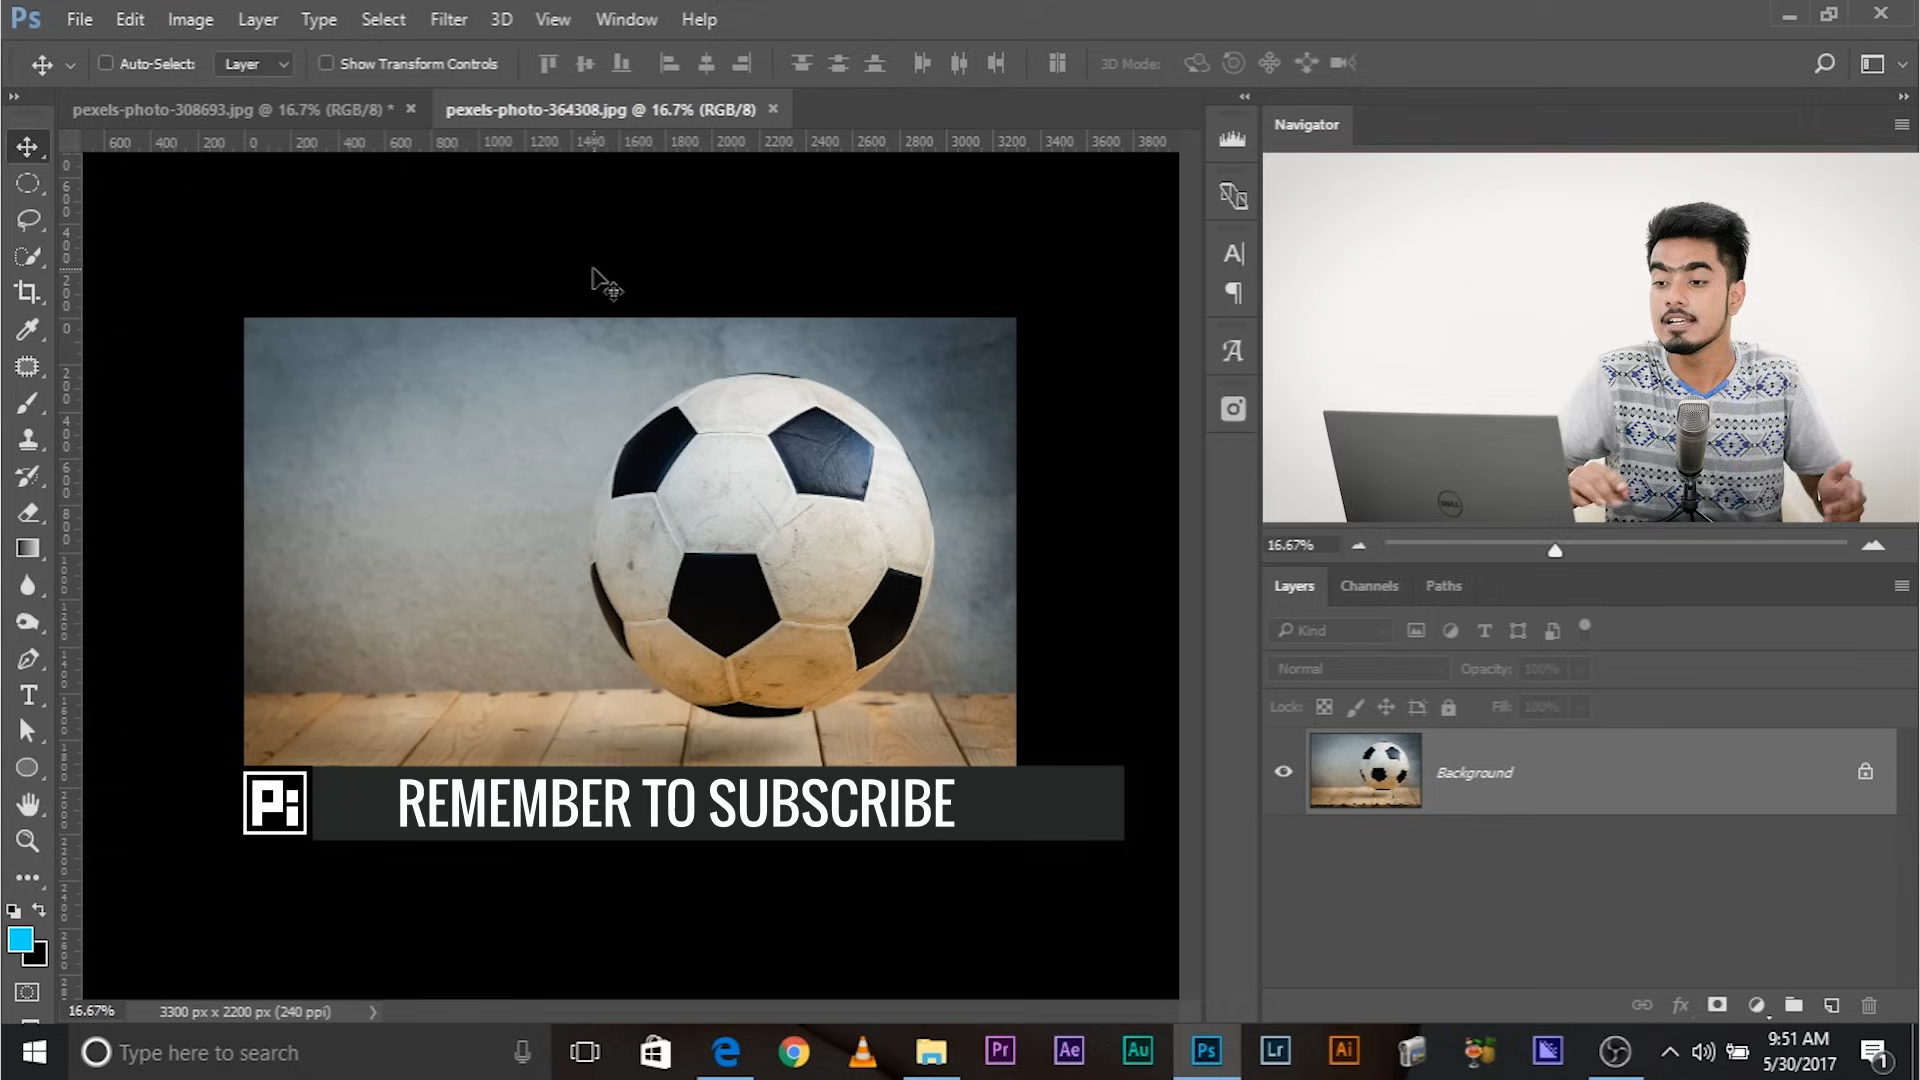 Ps File Edit Image Layer Type Select Filter 3D View Window Help
Auto-Select: Layer Show Transform Controls 3D Mode:
pexels-photo-308693.jpg @ 16.7% (RGB/8) * × pexels-photo-364308.jpg @ 16.7% (RGB/8) ×
600 400 200 0 200 400 600 800 1000 1200 1400 1600 1800 2000 2200 2400 2600 2800 3000 3200 3400 3600 3800
Navigator
DELL
16.67%
Layers Channels Paths
Kind
Normal Opacity: 100%
Lock: Fill: 100%
Background
Pi REMEMBER TO SUBSCRIBE
16.67% 3300 px x 2200 px (240 ppi)
fx
Type here to search
Pr Ae Au Ps Lr Ai
9:51 AM
5/30/2017
1